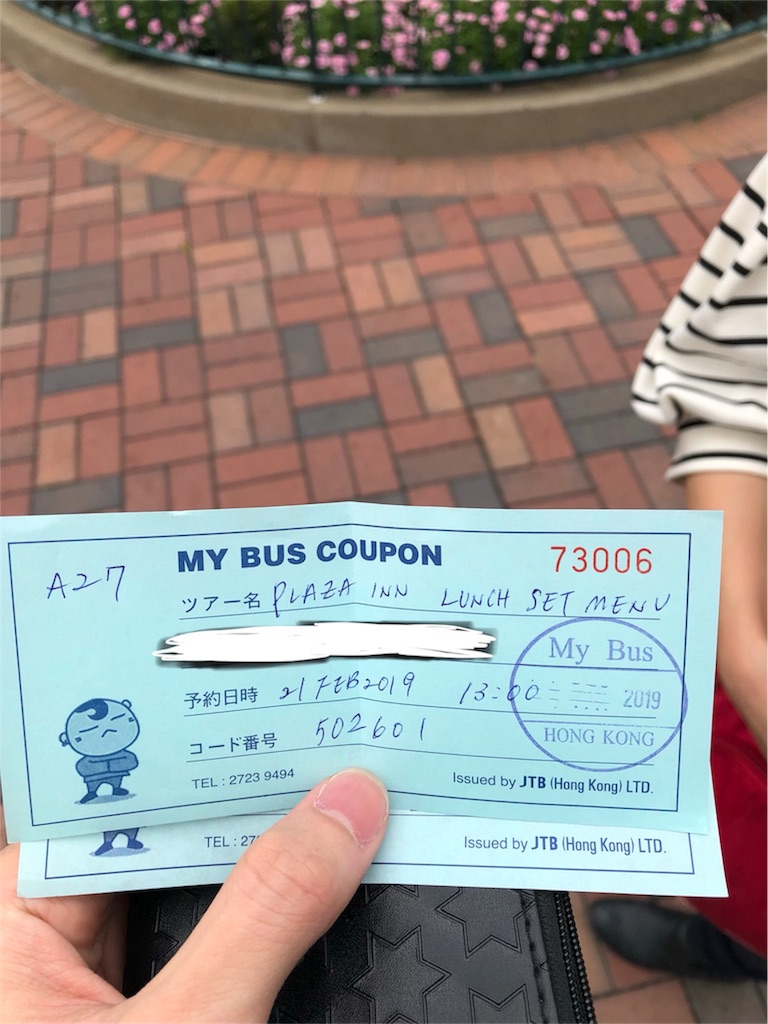 MY BUS COUPON
73006
A27
ツアー名 PLAZA INN LUNCH SET MENU
予約日時 21 FEB 2019 13:00
コード番号 502601
My Bus
2019
HONG KONG
TEL : 2723 9494
Issued by JTB (Hong Kong) LTD.
TEL : 27
Issued by JTB (Hong Kong) LTD.